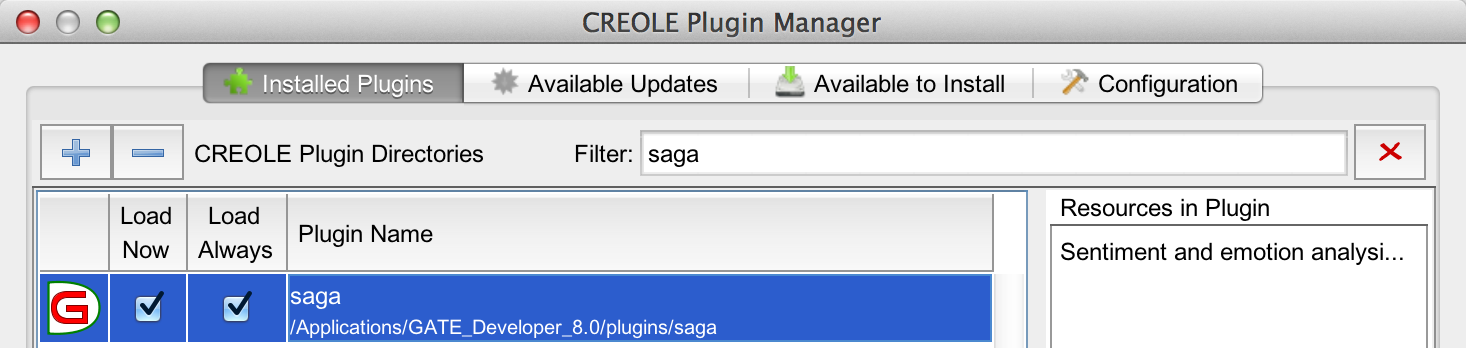 CREOLE Plugin Manager
Installed Plugins Available Updates Available to Install Configuration
CREOLE Plugin Directories Filter: saga
Load Now Load Always Plugin Name
Resources in Plugin
Sentiment and emotion analysi...
G saga
/Applications/GATE_Developer_8.0/plugins/saga